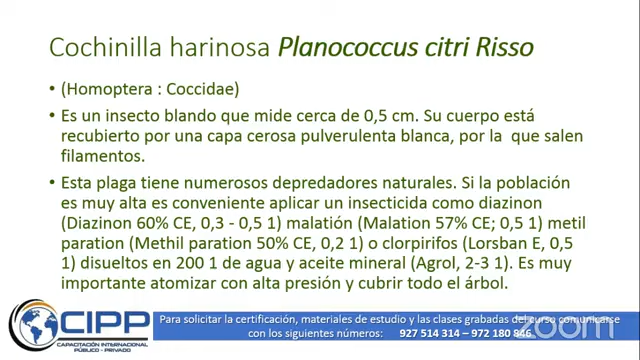 Cochinilla harinosa Planococcus citri Risso
• (Homoptera : Coccidae)
• Es un insecto blando que mide cerca de 0,5 cm. Su cuerpo está
recubierto por una capa cerosa pulverulenta blanca, por la que salen
filamentos.
• Esta plaga tiene numerosos depredadores naturales. Si la población
es muy alta es conveniente aplicar un insecticida como diazinon
(Diazinon 60% CE, 0,3 - 0,5 1) malatión (Malation 57% CE; 0,5 1) metil
paration (Methil paration 50% CE, 0,2 1) o clorpirifos (Lorsban E, 0,5
1) disueltos en 200 1 de agua y aceite mineral (Agrol, 2-3 1). Es muy
importante atomizar con alta presión y cubrir todo el árbol.
CIPP
CAPACITACIÓN INTERNACIONAL
PÚBLICO - PRIVADO
Para solicitar la certificación, materiales de estudio y las clases grabadas del curso comunicarse
con los siguientes números: 927 514 314 – 972 180 846
zoom